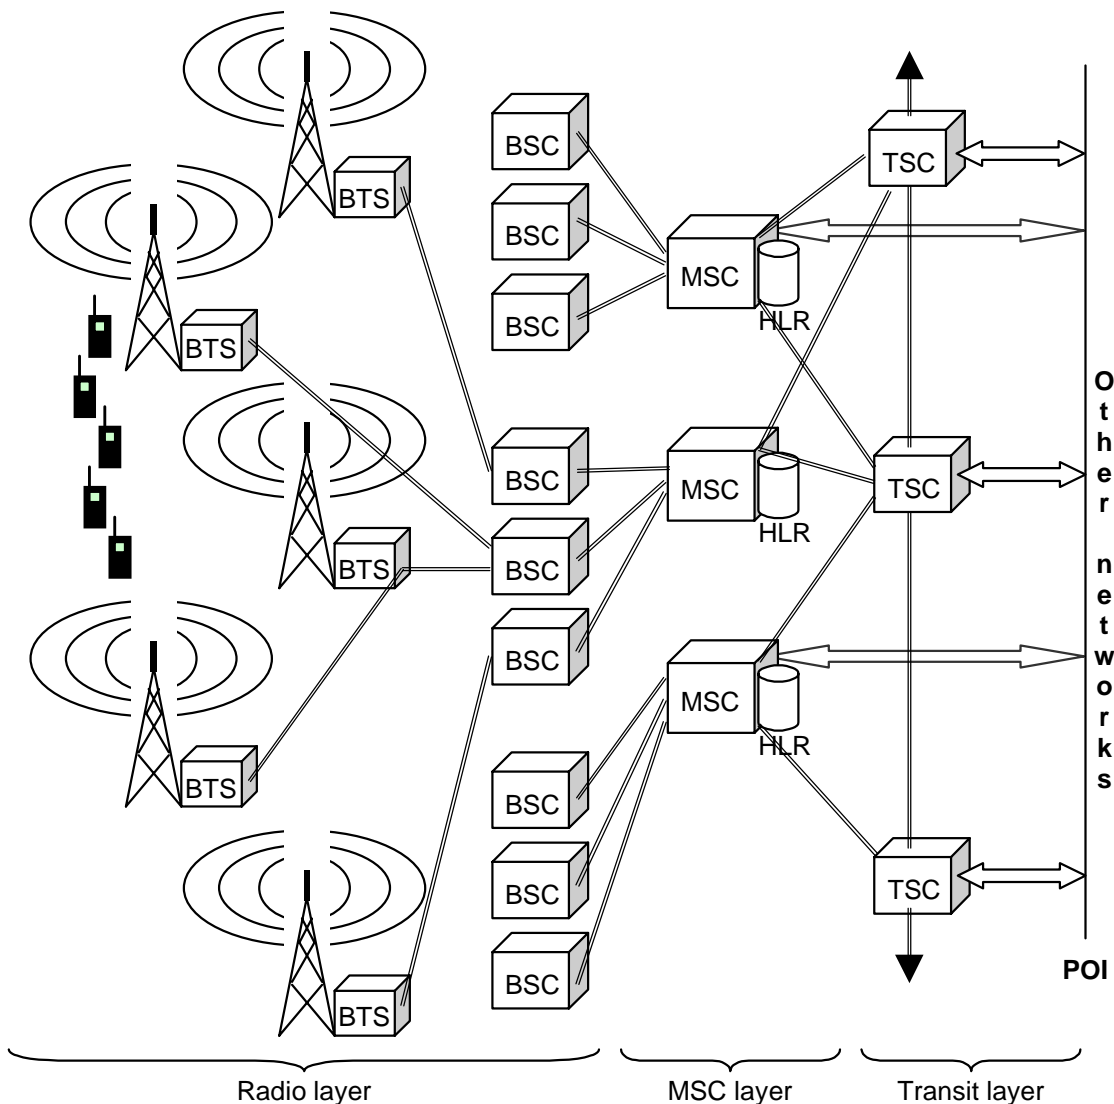 BSC
TSC
BTS
BSC
BSC
MSC
HLR
BTS
BSC
MSC
TSC
HLR
BTS
BSC
BSC
MSC
HLR
BTS
BSC
BSC
TSC
BSC
BTS
Other networks
POI
Radio layer
MSC layer
Transit layer